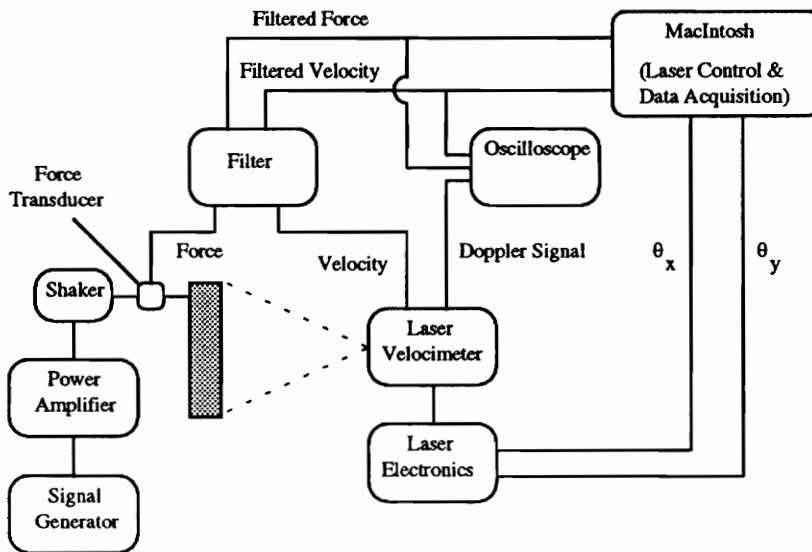 Filtered Force
MacIntosh
(Laser Control &
Data Acquisition)
Filtered Velocity
Oscilloscope
Filter
Force
Transducer
Force
Velocity
Doppler Signal
θx
θy
Shaker
Laser
Velocimeter
Power
Amplifier
Laser
Electronics
Signal
Generator